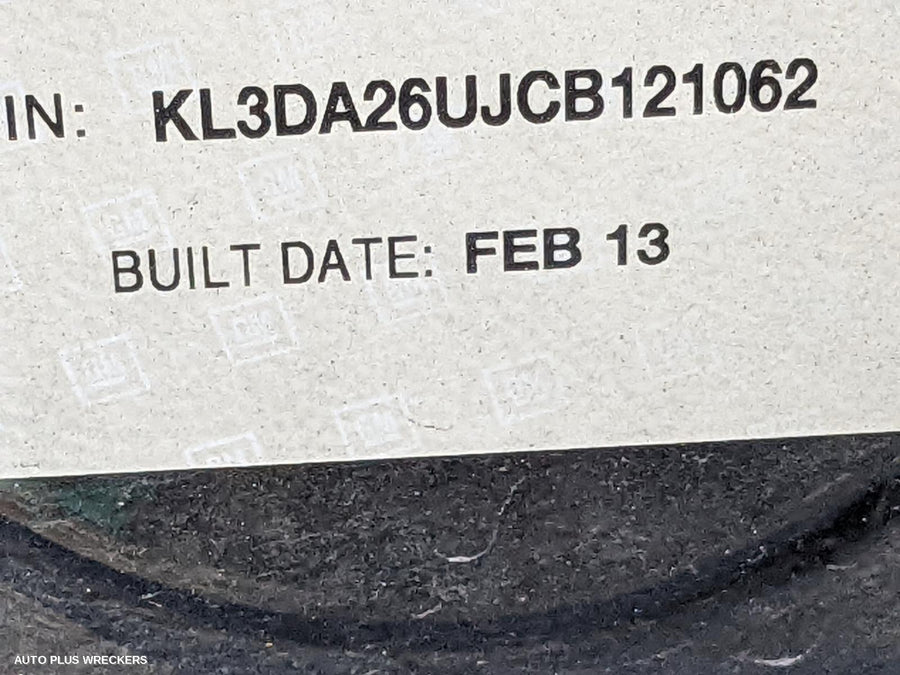 IN: KL3DA26UJCB121062
BUILT DATE: FEB 13
AUTO PLUS WRECKERS